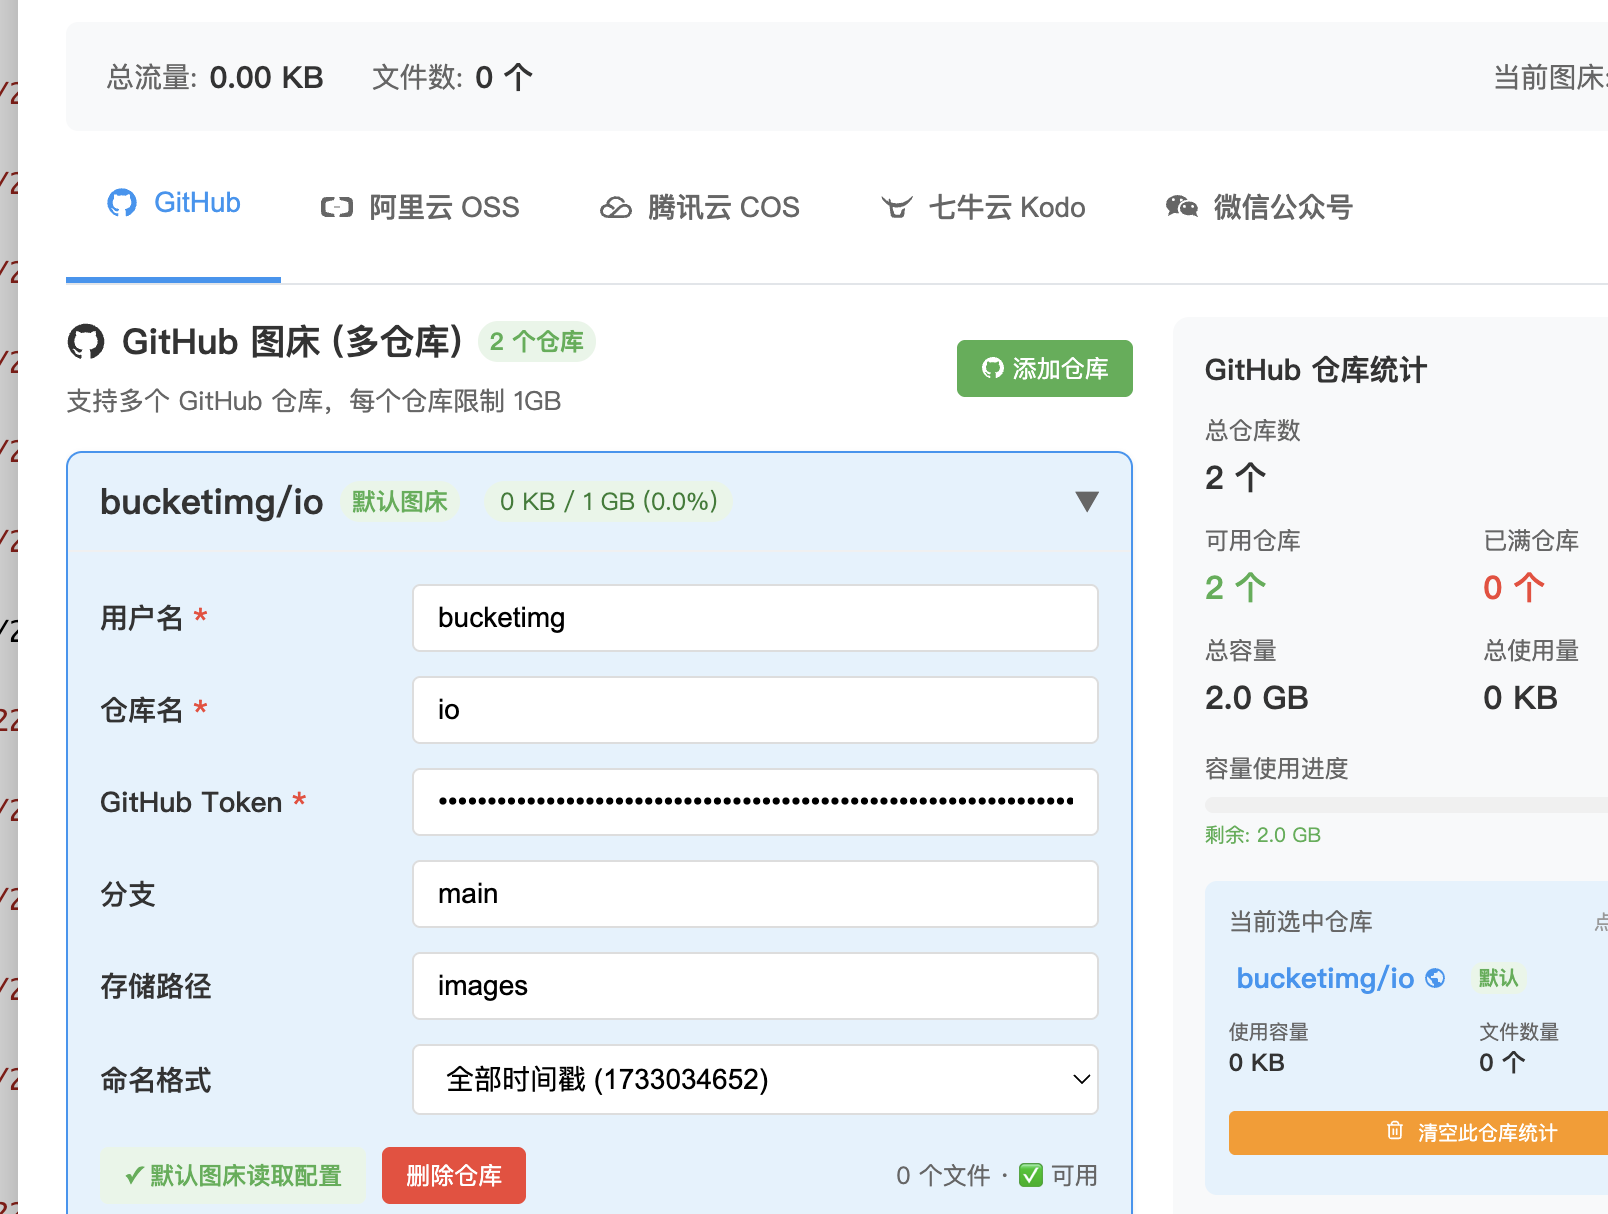 总流量: 0.00 KB 文件数: 0 个 当前图床:
GitHub 阿里云 OSS 腾讯云 COS 七牛云 Kodo 微信公众号
GitHub 图床 (多仓库) 2 个仓库
支持多个 GitHub 仓库，每个仓库限制 1GB
添加仓库
bucketimg/io 默认图床 0 KB / 1 GB (0.0%) ▼
用户名 * bucketimg
仓库名 * io
GitHub Token * ••••••••••••••••••••••••••••••••••••••••••••••••••••••••
分支 main
存储路径 images
命名格式 全部时间戳 (1733034652)
✓默认图床读取配置 删除仓库 0 个文件 · ✅ 可用
GitHub 仓库统计
总仓库数
2 个
可用仓库 已满仓库
2 个 0 个
总容量 总使用量
2.0 GB 0 KB
容量使用进度
剩余: 2.0 GB
当前选中仓库
bucketimg/io 默认
使用容量 文件数量
0 KB 0 个
清空此仓库统计